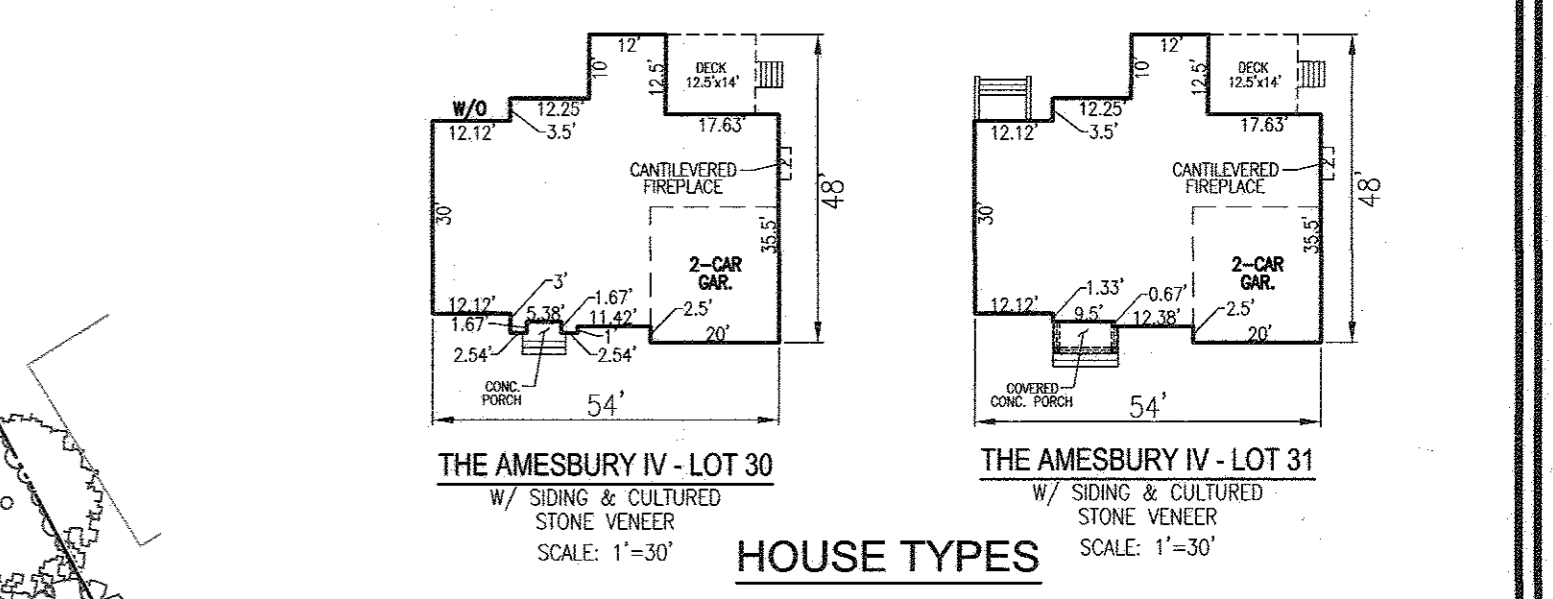 12'
10'
12.5'
DECK
12.5'x14'
W/O
12.25'
12.12'
3.5'
17.63'
CANTILEVERED
FIREPLACE
2'
48'
30'
35.5'
2-CAR
GAR.
12.12'
3'
5.38'
1.67'
1.67'
11.42'
2.5'
1'
20'
2.54'
2.54'
CONC.
PORCH
54'
THE AMESBURY IV - LOT 30
W/ SIDING & CULTURED
STONE VENEER
SCALE: 1'=30'
12'
10'
12.5'
DECK
12.5'x14'
12.25'
12.12'
3.5'
17.63'
CANTILEVERED
FIREPLACE
2'
48'
30'
35.5'
2-CAR
GAR.
12.12'
1.33'
9.5'
0.67'
12.38'
2.5'
20'
COVERED
CONC. PORCH
54'
THE AMESBURY IV - LOT 31
W/ SIDING & CULTURED
STONE VENEER
SCALE: 1'=30'
HOUSE TYPES